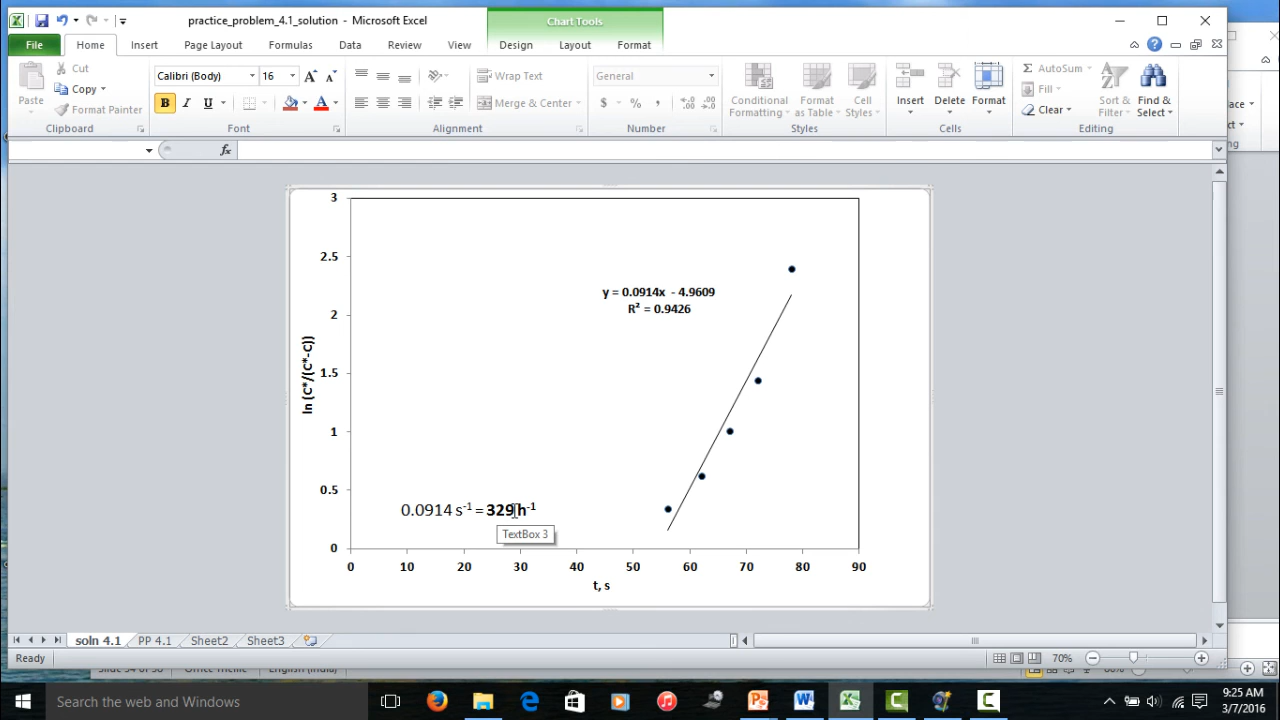 practice_problem_4.1_solution - Microsoft Excel
Chart Tools
File Home Insert Page Layout Formulas Data Review View Design Layout Format
Paste
Cut
Copy
Format Painter
Clipboard
Calibri (Body) 16
B I U
Font
Wrap Text
Merge & Center
Alignment
General
$ % ,
Number
Conditional Formatting
Format as Table
Cell Styles
Styles
Insert Delete Format
Cells
AutoSum
Fill
Clear
Sort & Filter
Find & Select
Editing
fx
3
2.5
2
1.5
1
0.5
0
ln (C*/(C*-C))
y = 0.0914x - 4.9609
R² = 0.9426
0.0914 s⁻¹ = 329 h⁻¹
TextBox 3
0 10 20 30 40 50 60 70 80 90
t, s
soln 4.1 PP 4.1 Sheet2 Sheet3
Ready 70%
Search the web and Windows
9:25 AM
3/7/2016